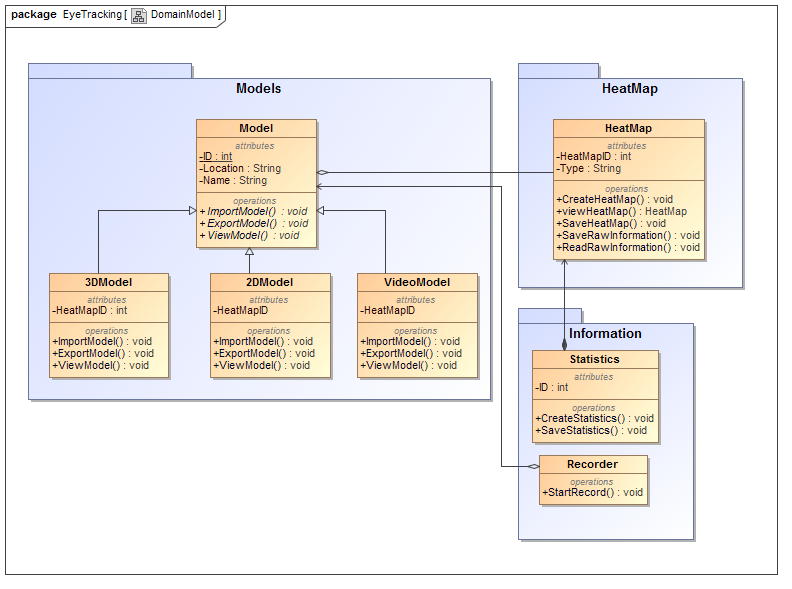 package EyeTracking [ DomainModel ]
Models
Model
attributes
-ID : int
-Location : String
-Name : String
operations
+ImportModel() : void
+ExportModel() : void
+ViewModel() : void
3DModel
attributes
-HeatMapID : int
operations
+ImportModel() : void
+ExportModel() : void
+ViewModel() : void
2DModel
attributes
-HeatMapID
operations
+ImportModel() : void
+ExportModel() : void
+ViewModel() : void
VideoModel
attributes
-HeatMapID
operations
+ImportModel() : void
+ExportModel() : void
+ViewModel() : void
HeatMap
HeatMap
attributes
-HeatMapID : int
-Type : String
operations
+CreateHeatMap() : void
+viewHeatMap() : HeatMap
+SaveHeatMap() : void
+SaveRawInformation() : void
+ReadRawInformation() : void
Information
Statistics
attributes
-ID : int
operations
+CreateStatistics() : void
+SaveStatistics() : void
Recorder
operations
+StartRecord() : void